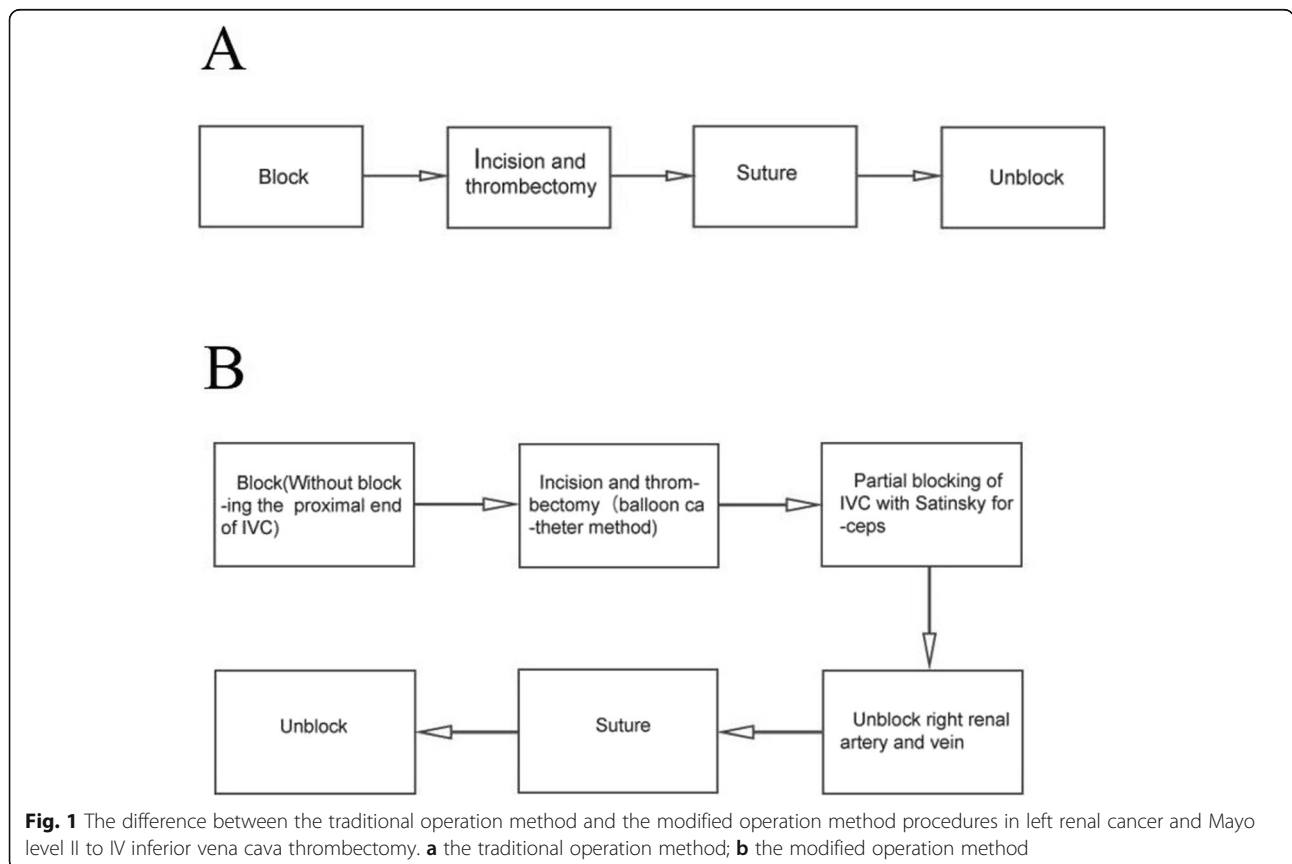 A
Block
Incision and
thrombectomy
Suture
Unblock
B
Block(Without block
-ing the proximal end
of IVC)
Incision and throm-
bectomy（balloon ca
-theter method)
Partial blocking of
IVC with Satinsky for
-ceps
Unblock right renal
artery and vein
Suture
Unblock
Fig. 1 The difference between the traditional operation method and the modified operation method procedures in left renal cancer and Mayo
level II to IV inferior vena cava thrombectomy. a the traditional operation method; b the modified operation method